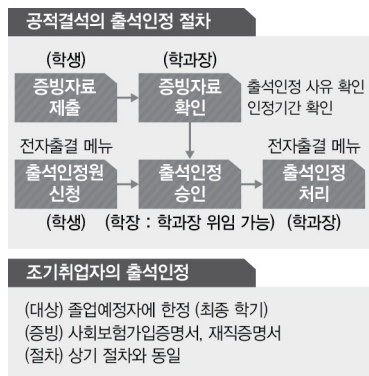 공적결석의 출석인정 절차
(학생)
(학과장)
증빙자료
제출
증빙자료
확인
출석인정 사유 확인
인정기간 확인
전자출결 메뉴
전자출결 메뉴
출석인정원
신청
출석인정
승인
출석인정
처리
(학생)
(학장 : 학과장 위임 가능)
(학과장)
조기취업자의 출석인정
(대상) 졸업예정자에 한정 (최종 학기)
(증빙) 사회보험가입증명서, 재직증명서
(절차) 상기 절차와 동일